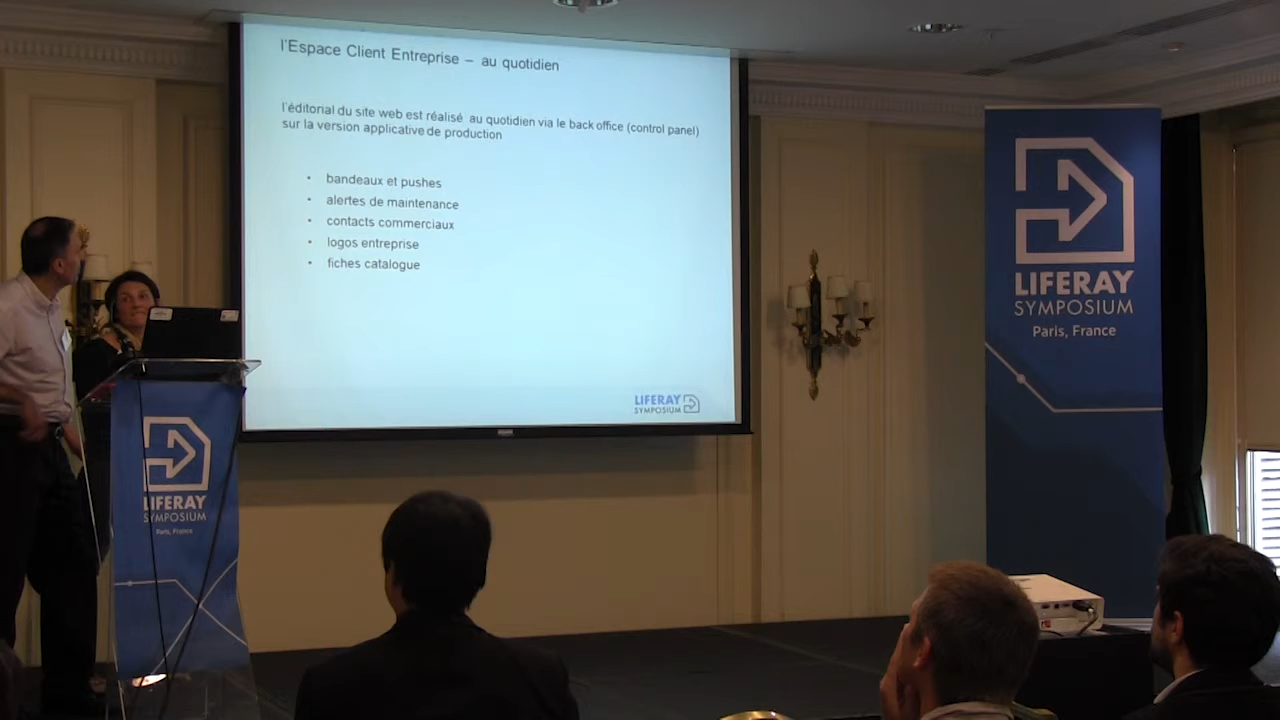 l'Espace Client Entreprise – au quotidien
l'éditorial du site web est réalisé au quotidien via le back office (control panel)
sur la version applicative de production
• bandeaux et pushes
• alertes de maintenance
• contacts commerciaux
• logos entreprise
• fiches catalogue
LIFERAY
SYMPOSIUM
LIFERAY
SYMPOSIUM
Paris, France
LIFERAY
SYMPOSIUM
Paris, France